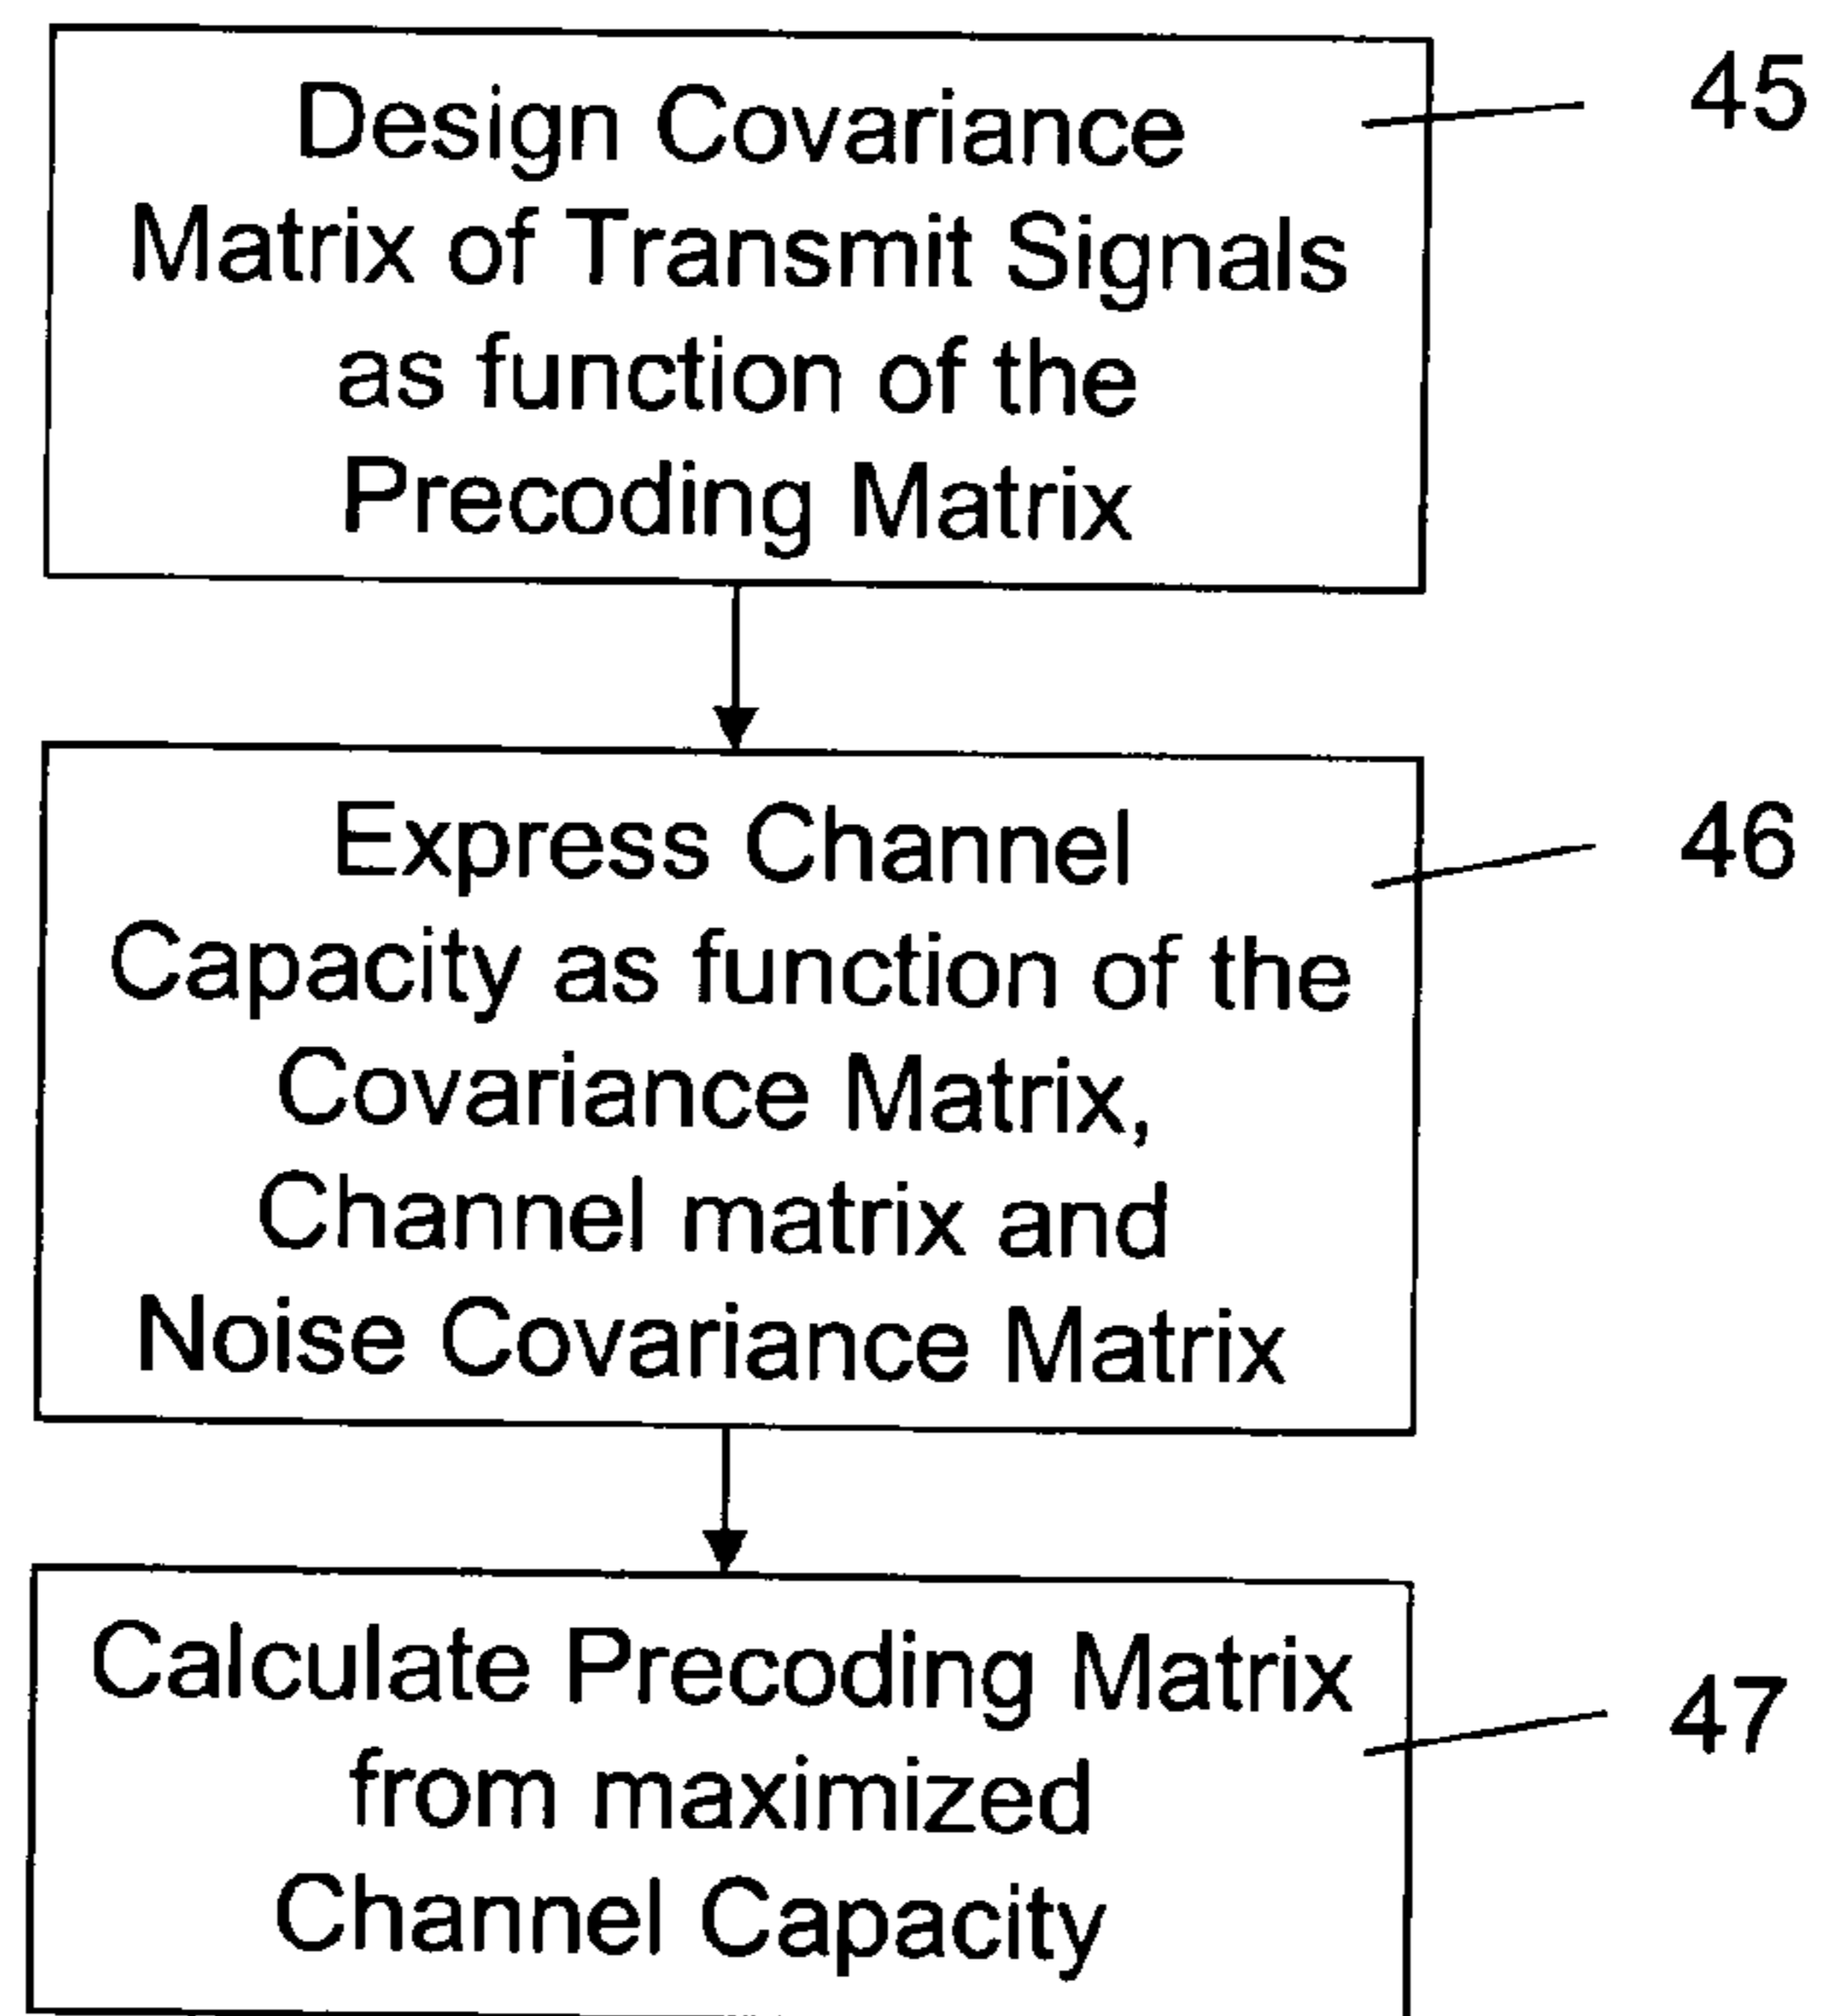 Design Covariance
Matrix of Transmit Signals
as function of the
Precoding Matrix
45
Express Channel
Capacity as function of the
Covariance Matrix,
Channel matrix and
Noise Covariance Matrix
46
Calculate Precoding Matrix
from maximized
Channel Capacity
47